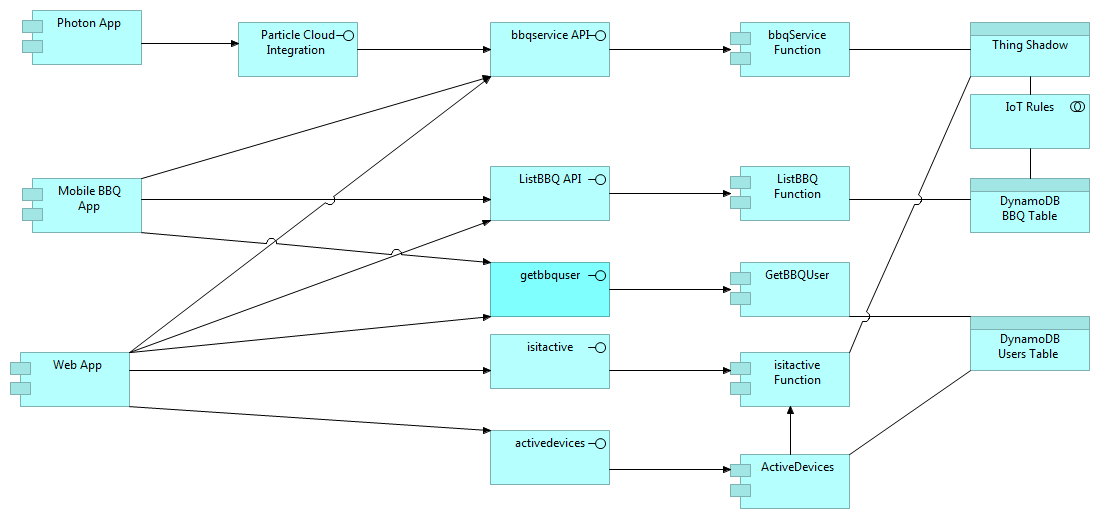 Photon App
Particle Cloud
Integration
bbqservice API
bbqService
Function
Thing Shadow
IoT Rules
Mobile BBQ
App
ListBBQ API
ListBBQ
Function
DynamoDB
BBQ Table
getbbquser
GetBBQUser
Web App
isitactive
isitactive
Function
DynamoDB
Users Table
activedevices
ActiveDevices